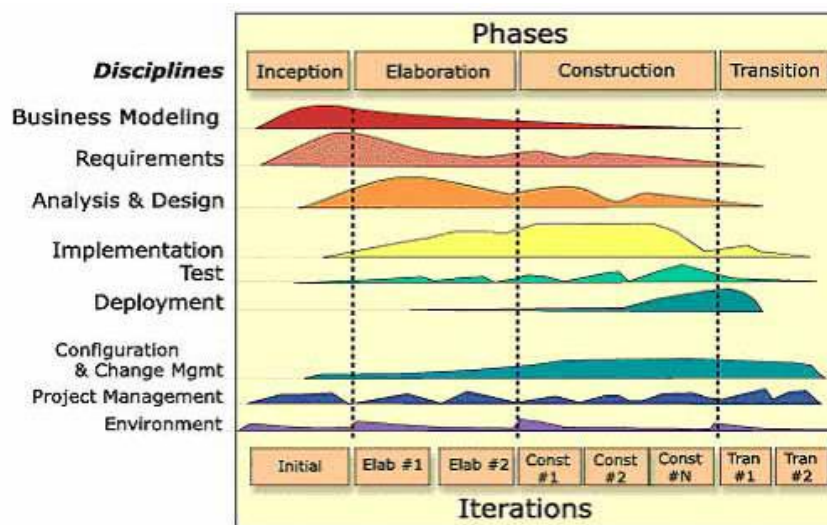 Phases
Disciplines
Inception
Elaboration
Construction
Transition
Business Modeling
Requirements
Analysis & Design
Implementation
Test
Deployment
Configuration
& Change Mgmt
Project Management
Environment
Initial
Elab #1
Elab #2
Const
#1
Const
#2
Const
#N
Tran
#1
Tran
#2
Iterations